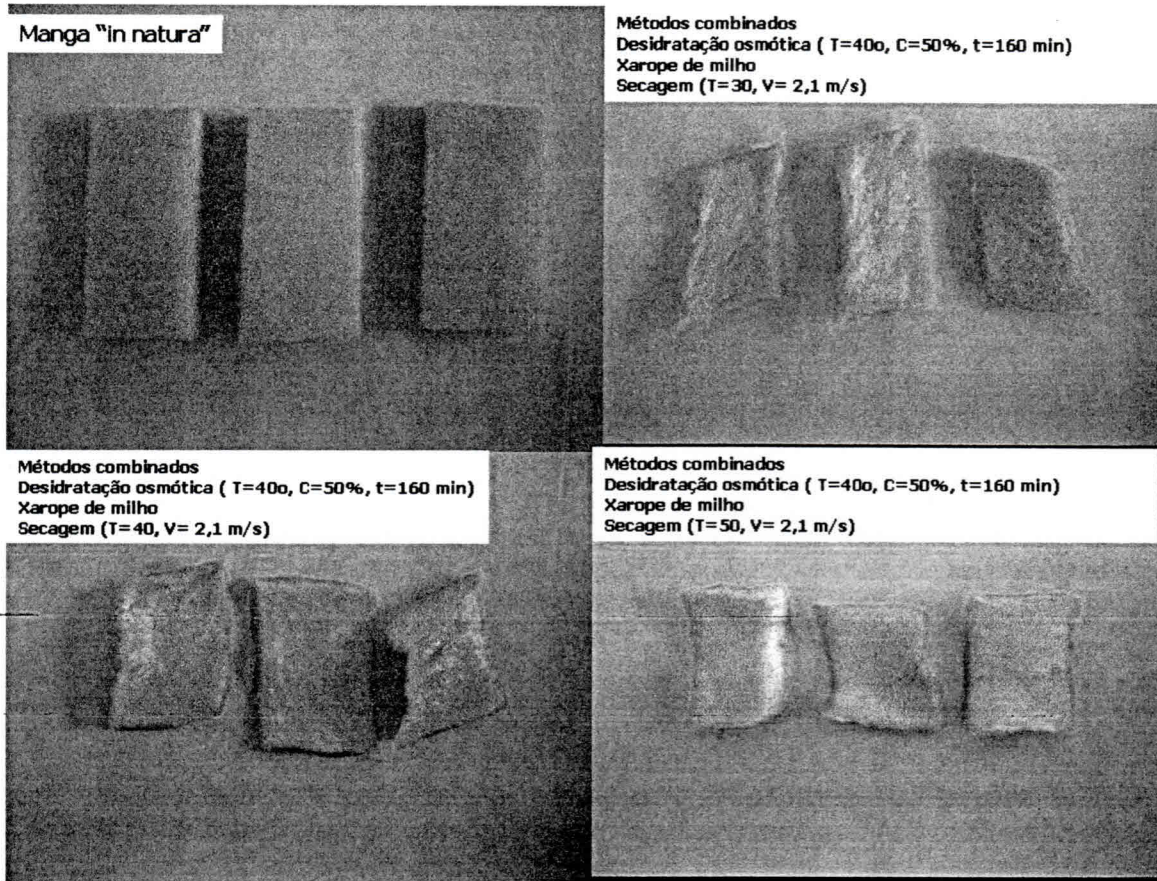 Manga "in natura"
Métodos combinados
Desidratação osmótica ( T=40o, C=50%, t=160 min)
Xarope de milho
Secagem (T=30, V= 2,1 m/s)
Métodos combinados
Desidratação osmótica ( T=40o, C=50%, t=160 min)
Xarope de milho
Secagem (T=40, V= 2,1 m/s)
Métodos combinados
Desidratação osmótica ( T=40o, C=50%, t=160 min)
Xarope de milho
Secagem (T=50, V= 2,1 m/s)